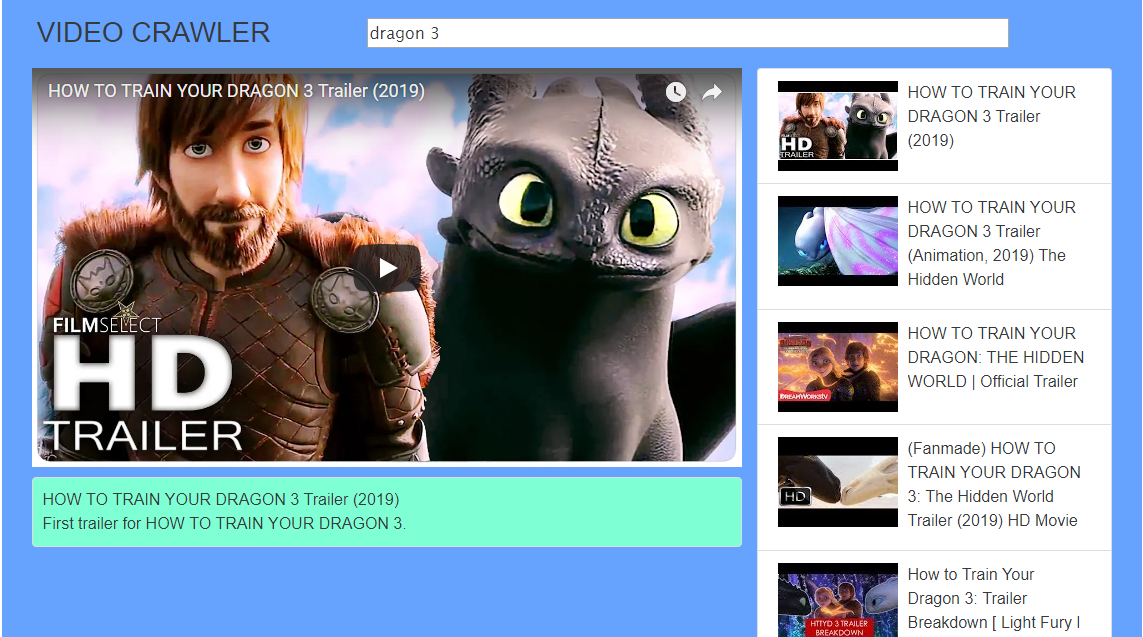 VIDEO CRAWLER
dragon 3
HOW TO TRAIN YOUR DRAGON 3 Trailer (2019)
FILMSELECT
HD
TRAILER
HOW TO TRAIN YOUR DRAGON 3 Trailer (2019)
First trailer for HOW TO TRAIN YOUR DRAGON 3.
HD
TRAILER
HOW TO TRAIN YOUR
DRAGON 3 Trailer
(2019)
HOW TO TRAIN YOUR
DRAGON 3 Trailer
(Animation, 2019) The
Hidden World
DREAMWORKSTV
HOW TO TRAIN YOUR
DRAGON: THE HIDDEN
WORLD | Official Trailer
HD
(Fanmade) HOW TO
TRAIN YOUR DRAGON
3: The Hidden World
Trailer (2019) HD Movie
HTTYD 3 TRAILER
BREAKDOWN
How to Train Your
Dragon 3: Trailer
Breakdown [ Light Fury |